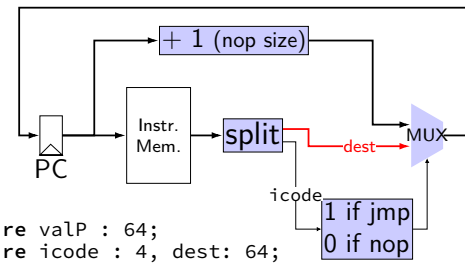 + 1 (nop size)
Instr.
Mem.
split
MUX
dest
PC
icode
1 if jmp
0 if nop
re valP : 64;
re icode : 4, dest: 64;